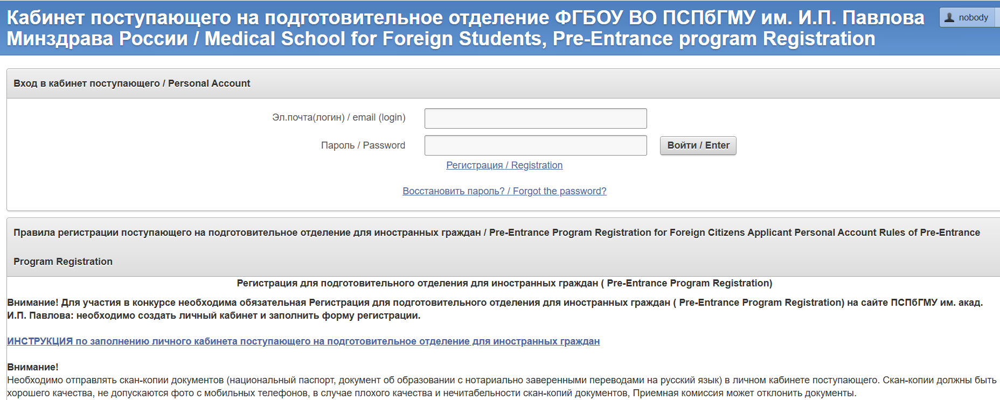 Кабинет поступающего на подготовительное отделение ФГБОУ ВО ПСПбГМУ им. И.П. Павлова
Минздрава России / Medical School for Foreign Students, Pre-Entrance program Registration
nobody
Вход в кабинет поступающего / Personal Account
Эл.почта(логин) / email (login)
Пароль / Password
Войти / Enter
Регистрация / Registration
Восстановить пароль? / Forgot the password?
Правила регистрации поступающего на подготовительное отделение для иностранных граждан / Pre-Entrance Program Registration for Foreign Citizens Applicant Personal Account Rules of Pre-Entrance
Program Registration
Регистрация для подготовительного отделения для иностранных граждан ( Pre-Entrance Program Registration)
Внимание! Для участия в конкурсе необходима обязательная Регистрация для подготовительного отделения для иностранных граждан ( Pre-Entrance Program Registration) на сайте ПСПбГМУ им. акад.
И.П. Павлова: необходимо создать личный кабинет и заполнить форму регистрации.
ИНСТРУКЦИЯ по заполнению личного кабинета поступающего на подготовительное отделение для иностранных граждан
Внимание!
Необходимо отправлять скан-копии документов (национальный паспорт, документ об образовании с нотариально заверенными переводами на русский язык) в личном кабинете поступающего. Скан-копии должны быть
хорошего качества, не допускаются фото с мобильных телефонов, в случае плохого качества и нечитабельности скан-копий документов, Приемная комиссия может отклонить документы.